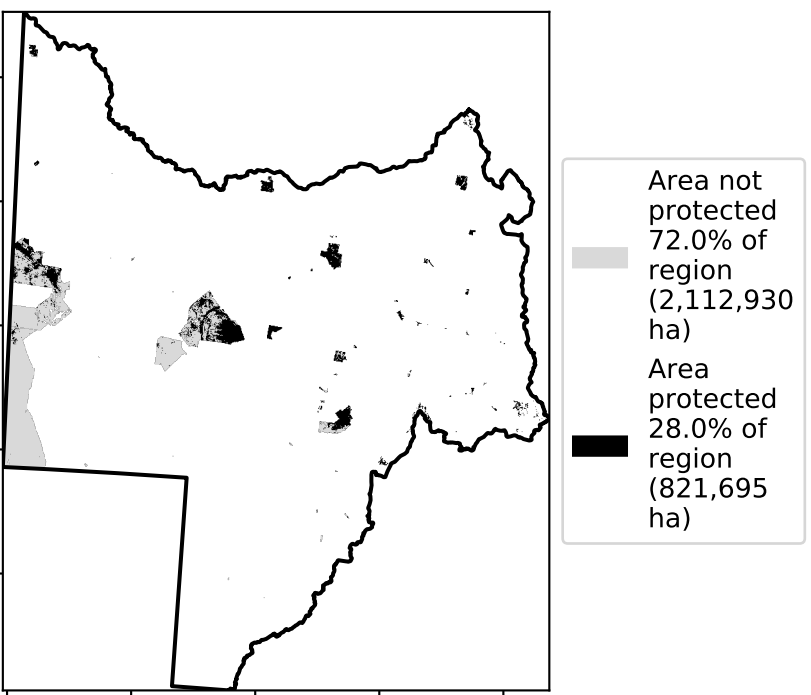 Area not
protected
72.0% of
region
(2,112,930
ha)
Area
protected
28.0% of
region
(821,695
ha)